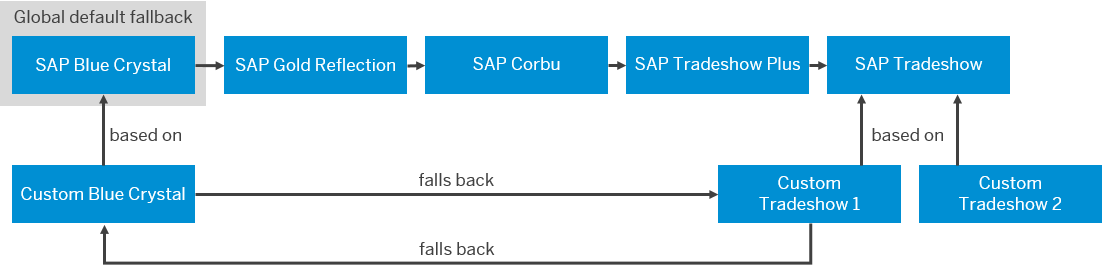 Global default fallback
SAP Blue Crystal
SAP Gold Reflection
SAP Corbu
SAP Tradeshow Plus
SAP Tradeshow
based on
based on
Custom Blue Crystal
falls back
Custom
Tradeshow 1
Custom
Tradeshow 2
falls back